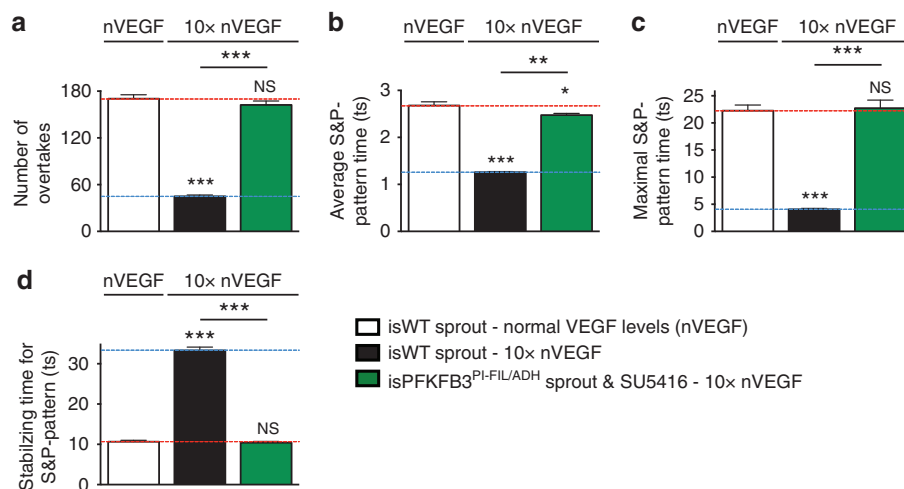 a
nVEGF 10× nVEGF
***
NS
***
180
120
60
0
Number of
overtakes
b
nVEGF 10× nVEGF
**
*
***
3
2
1
0
Average S&P-
pattern time (ts)
c
nVEGF 10× nVEGF
***
NS
***
25
20
15
10
5
0
Maximal S&P-
pattern time (ts)
d
nVEGF 10× nVEGF
***
***
NS
30
20
10
0
Stabilzing time for
S&P-pattern (ts)
isWT sprout - normal VEGF levels (nVEGF)
isWT sprout - 10× nVEGF
isPFKFB3PI-FIL/ADH sprout & SU5416 - 10× nVEGF